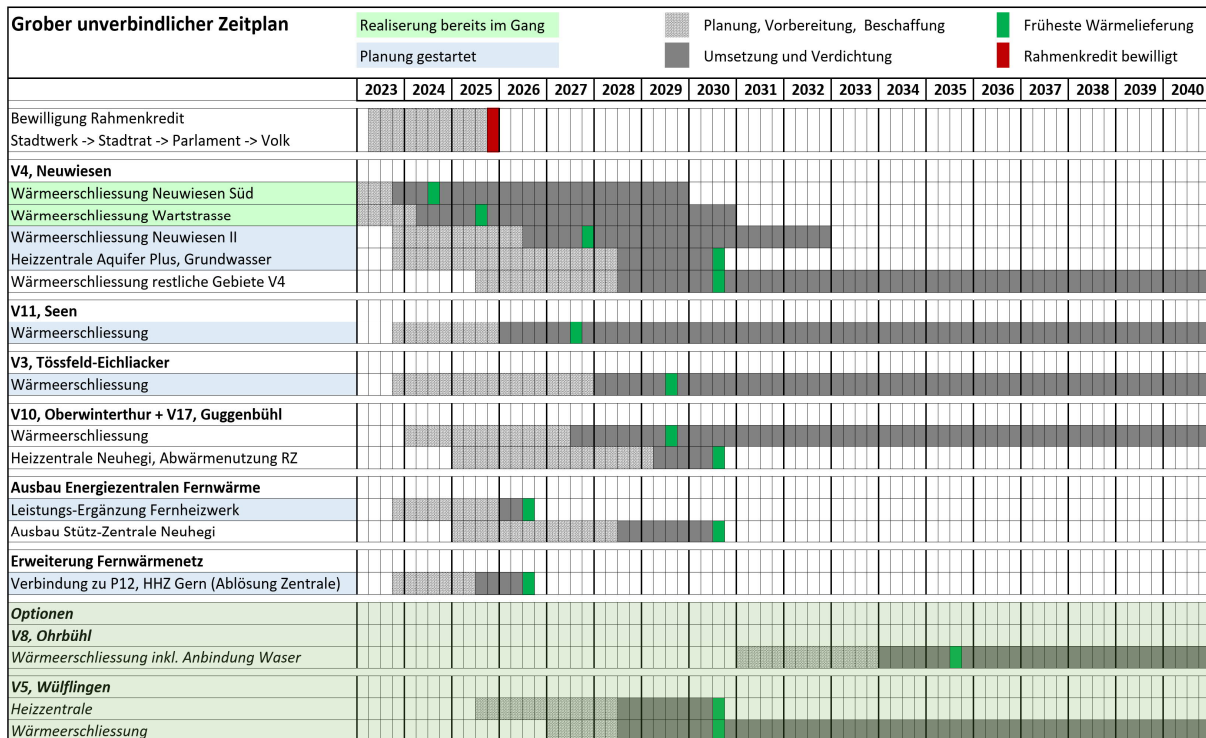 Grober unverbindlicher Zeitplan
Realiserung bereits im Gang
Planung, Vorbereitung, Beschaffung
Früheste Wärmelieferung
Planung gestartet
Umsetzung und Verdichtung
Rahmenkredit bewilligt
2023 2024 2025 2026 2027 2028 2029 2030 2031 2032 2033 2034 2035 2036 2037 2038 2039 2040
Bewilligung Rahmenkredit
Stadtwerk -> Stadtrat -> Parlament -> Volk
V4, Neuwiesen
Wärmeerschliessung Neuwiesen Süd
Wärmeerschliessung Wartstrasse
Wärmeerschliessung Neuwiesen II
Heizzentrale Aquifer Plus, Grundwasser
Wärmeerschliessung restliche Gebiete V4
V11, Seen
Wärmeerschliessung
V3, Tössfeld-Eichliacker
Wärmeerschliessung
V10, Oberwinterthur + V17, Guggenbühl
Wärmeerschliessung
Heizzentrale Neuhegi, Abwärmenutzung RZ
Ausbau Energiezentralen Fernwärme
Leistungs-Ergänzung Fernheizwerk
Ausbau Stütz-Zentrale Neuhegi
Erweiterung Fernwärmenetz
Verbindung zu P12, HHZ Gern (Ablösung Zentrale)
Optionen
V8, Ohrbühl
Wärmeerschliessung inkl. Anbindung Waser
V5, Wülflingen
Heizzentrale
Wärmeerschliessung